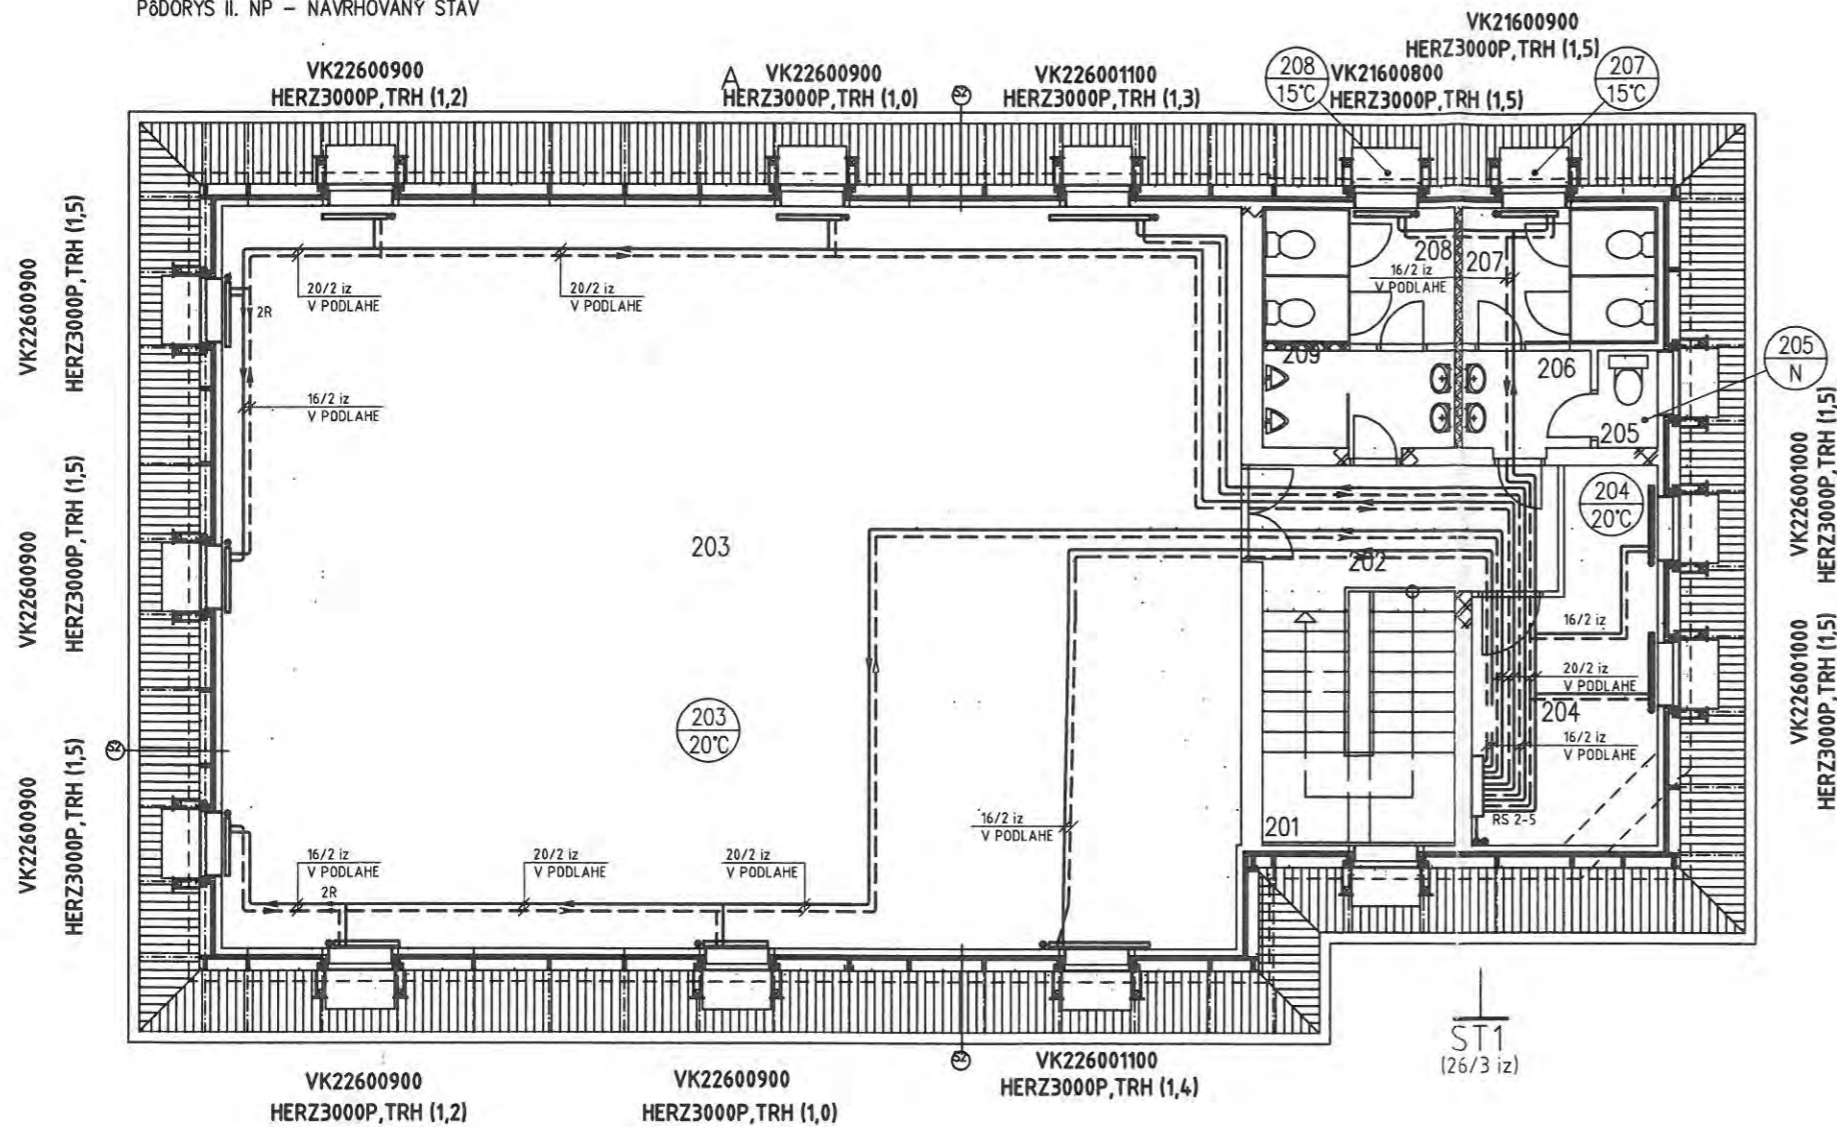 PÔDORYS II. NP – NAVRHOVANÝ STAV
VK21600900
HERZ3000P,TRH (1,5)
VK22600900
HERZ3000P,TRH (1,2)
A
VK22600900
HERZ3000P,TRH (1,0)
VK226001100
HERZ3000P,TRH (1,3)
208
15°C
VK21600800
HERZ3000P,TRH (1,5)
207
15°C
VK22600900
HERZ3000P,TRH (1,5)
20/2 iz
V PODLAHE
20/2 iz
V PODLAHE
2R
208
207
16/2 iz
V PODLAHE
16/2 iz
V PODLAHE
209
206
205
205
N
VK22600900
HERZ3000P,TRH (1,5)
203
202
204
20°C
VK226001000
HERZ3000P,TRH (1,5)
16/2 iz
20/2 iz
V PODLAHE
204
16/2 iz
V PODLAHE
VK226001000
HERZ3000P,TRH (1,5)
203
20°C
VK22600900
HERZ3000P,TRH (1,5)
16/2 iz
V PODLAHE
201
RS 2-5
16/2 iz
V PODLAHE
2R
20/2 iz
V PODLAHE
20/2 iz
V PODLAHE
ST1
(26/3 iz)
VK22600900
HERZ3000P,TRH (1,2)
VK22600900
HERZ3000P,TRH (1,0)
VK226001100
HERZ3000P,TRH (1,4)